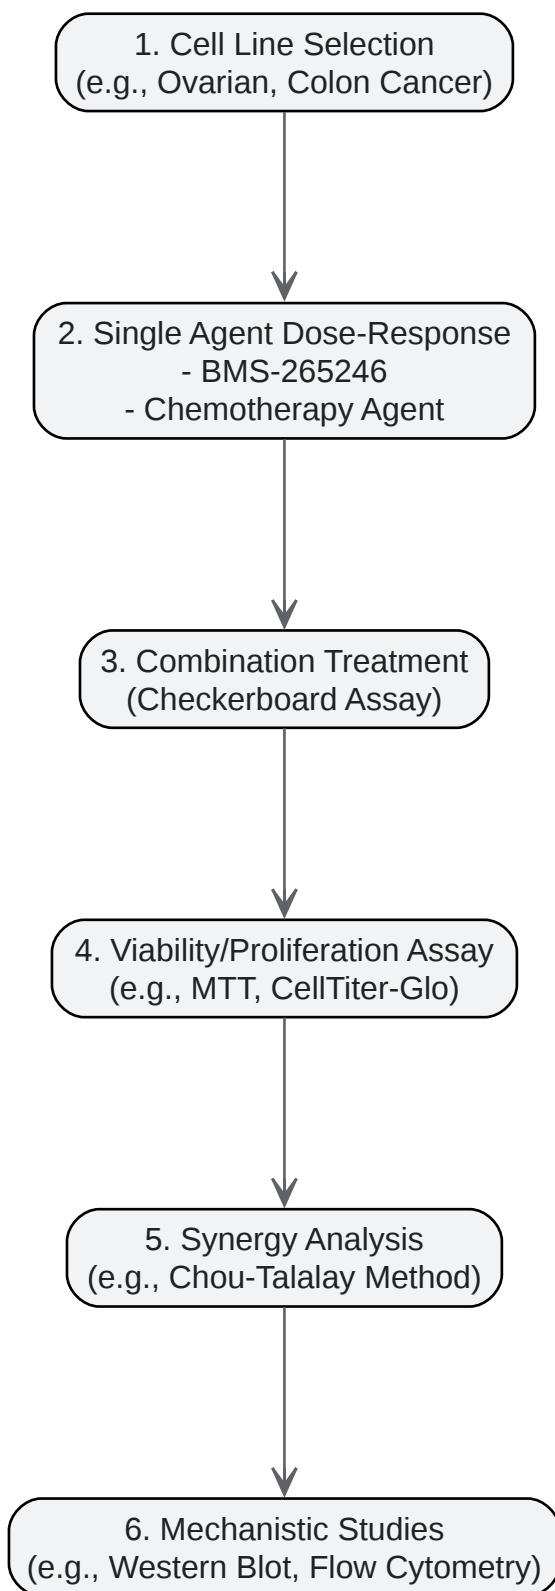 1. Cell Line Selection
(e.g., Ovarian, Colon Cancer)
2. Single Agent Dose-Response
- BMS-265246
- Chemotherapy Agent
3. Combination Treatment
(Checkerboard Assay)
4. Viability/Proliferation Assay
(e.g., MTT, CellTiter-Glo)
5. Synergy Analysis
(e.g., Chou-Talalay Method)
6. Mechanistic Studies
(e.g., Western Blot, Flow Cytometry)